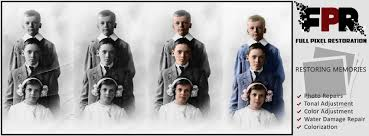 FPR
FULL PIXEL RESTORATION
RESTORING MEMORIES
Photo Repairs
Tonal Adjustment
Color Adjustment
Water Damage Repair
Colorization